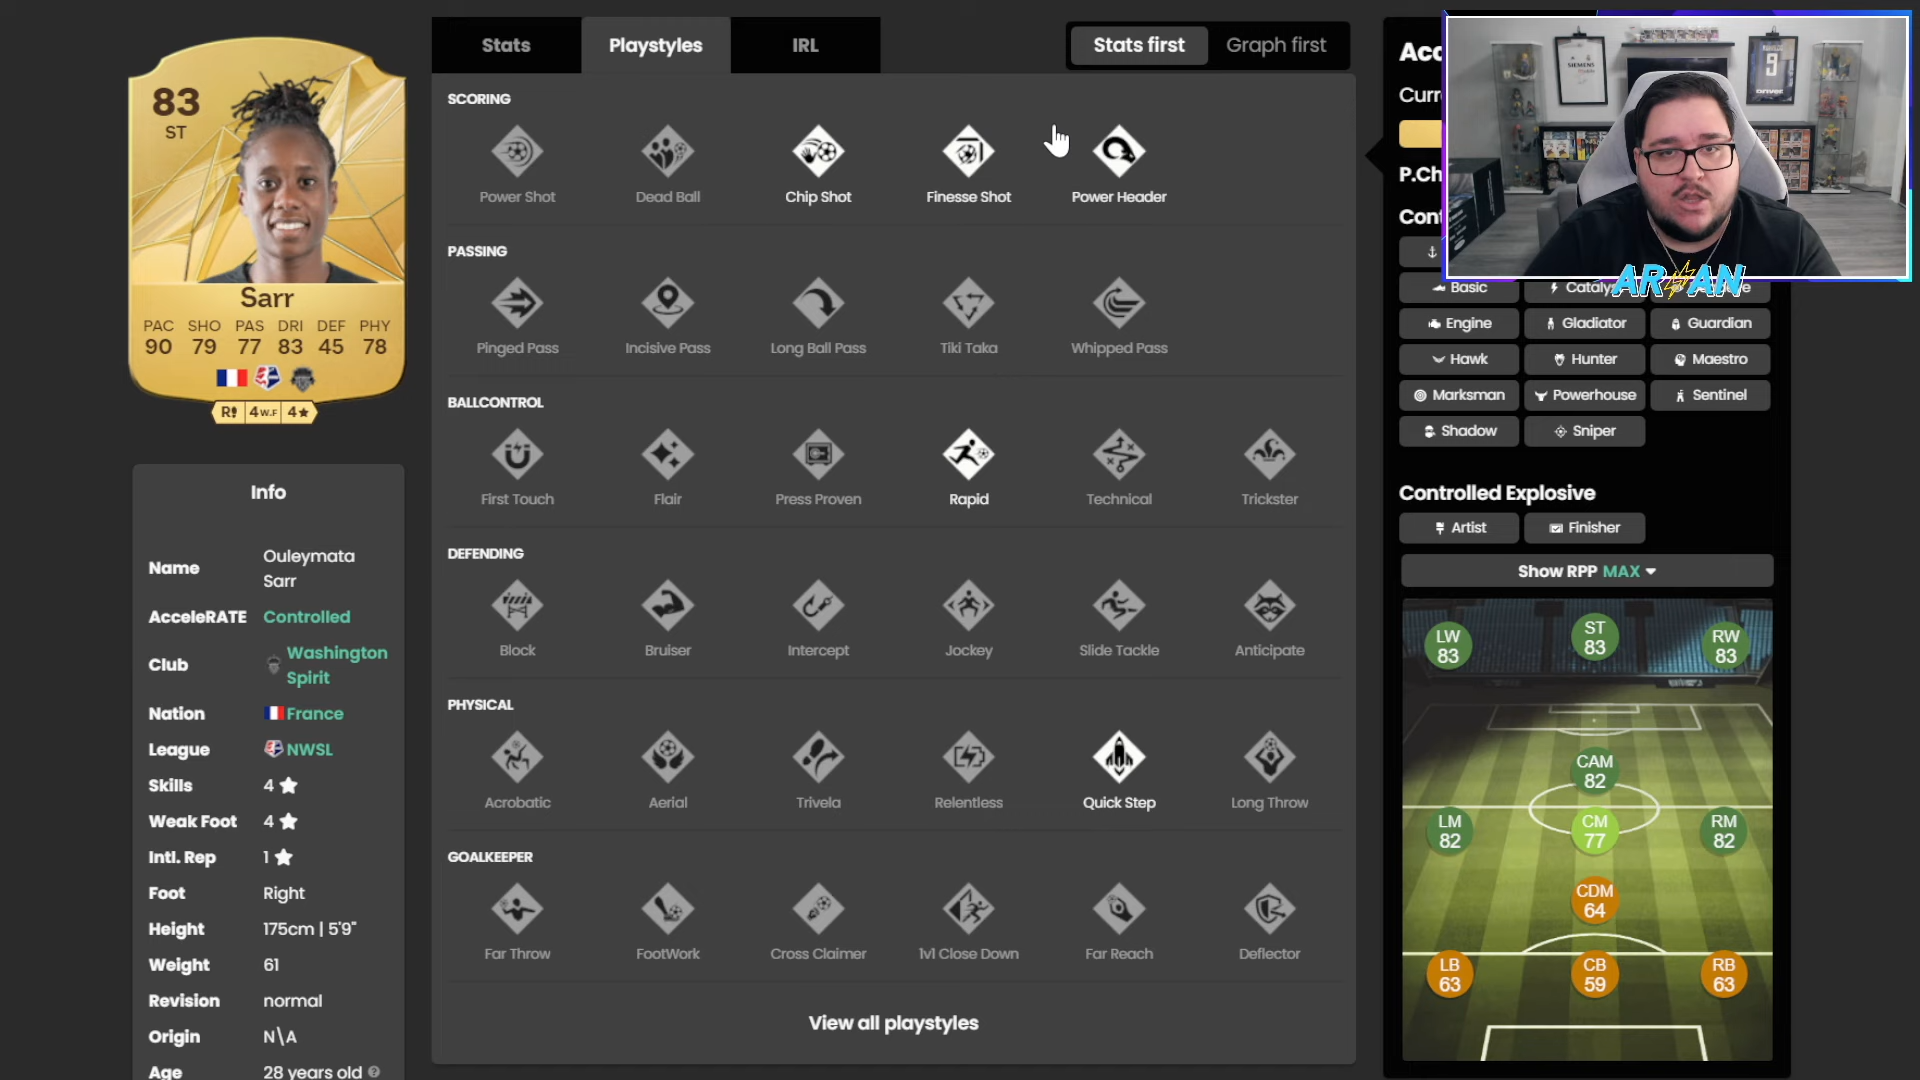 83
ST
Sarr
PAC SHO PAS DRI DEF PHY
90 79 77 83 45 78
R 4 W.F 4★
Info
Name Ouleymata Sarr
AcceleRATE Controlled
Club Washington Spirit
Nation France
League NWSL
Skills 4 ★
Weak Foot 4 ★
Intl. Rep 1 ★
Foot Right
Height 175cm | 5'9"
Weight 61
Revision normal
Origin N\A
Age 28 years old
Stats Playstyles IRL
Stats first Graph first
SCORING
Power Shot Dead Ball Chip Shot Finesse Shot Power Header
PASSING
Pinged Pass Incisive Pass Long Ball Pass Tiki Taka Whipped Pass
BALLCONTROL
First Touch Flair Press Proven Rapid Technical Trickster
DEFENDING
Block Bruiser Intercept Jockey Slide Tackle Anticipate
PHYSICAL
Acrobatic Aerial Trivela Relentless Quick Step Long Throw
GOALKEEPER
Far Throw FootWork Cross Claimer 1v1 Close Down Far Reach Deflector
View all playstyles
SIEMENS
9
ARMAN
P.Ch
Basic
Engine Gladiator Guardian
Hawk Hunter Maestro
Marksman Powerhouse Sentinel
Shadow Sniper
Controlled Explosive
Artist Finisher
Show RPP MAX
LW 83
ST 83
RW 83
CAM 82
LM 82
CM 77
RM 82
CDM 64
LB 63
CB 59
RB 63